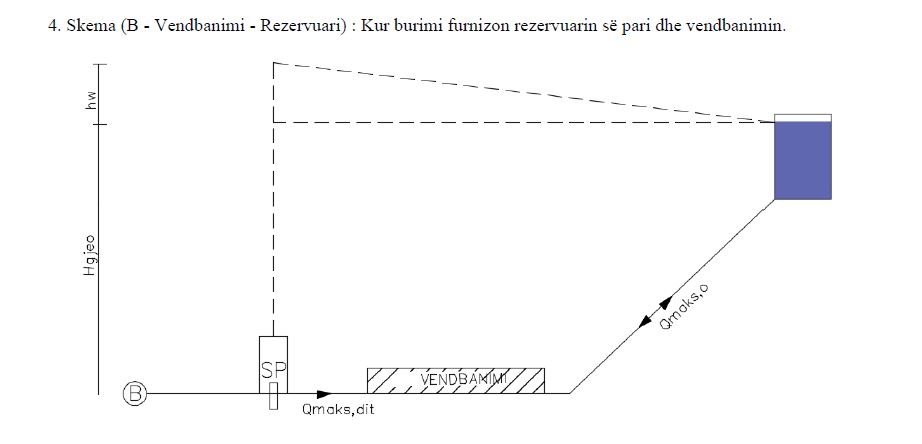 4. Skema (B - Vendbanimi - Rezervuari) : Kur burimi furnizon rezervuarin së pari dhe vendbanimin.
hw
Hgjeo
SP
VENDBANIMI
Qmaks,o
B
Qmaks,dit